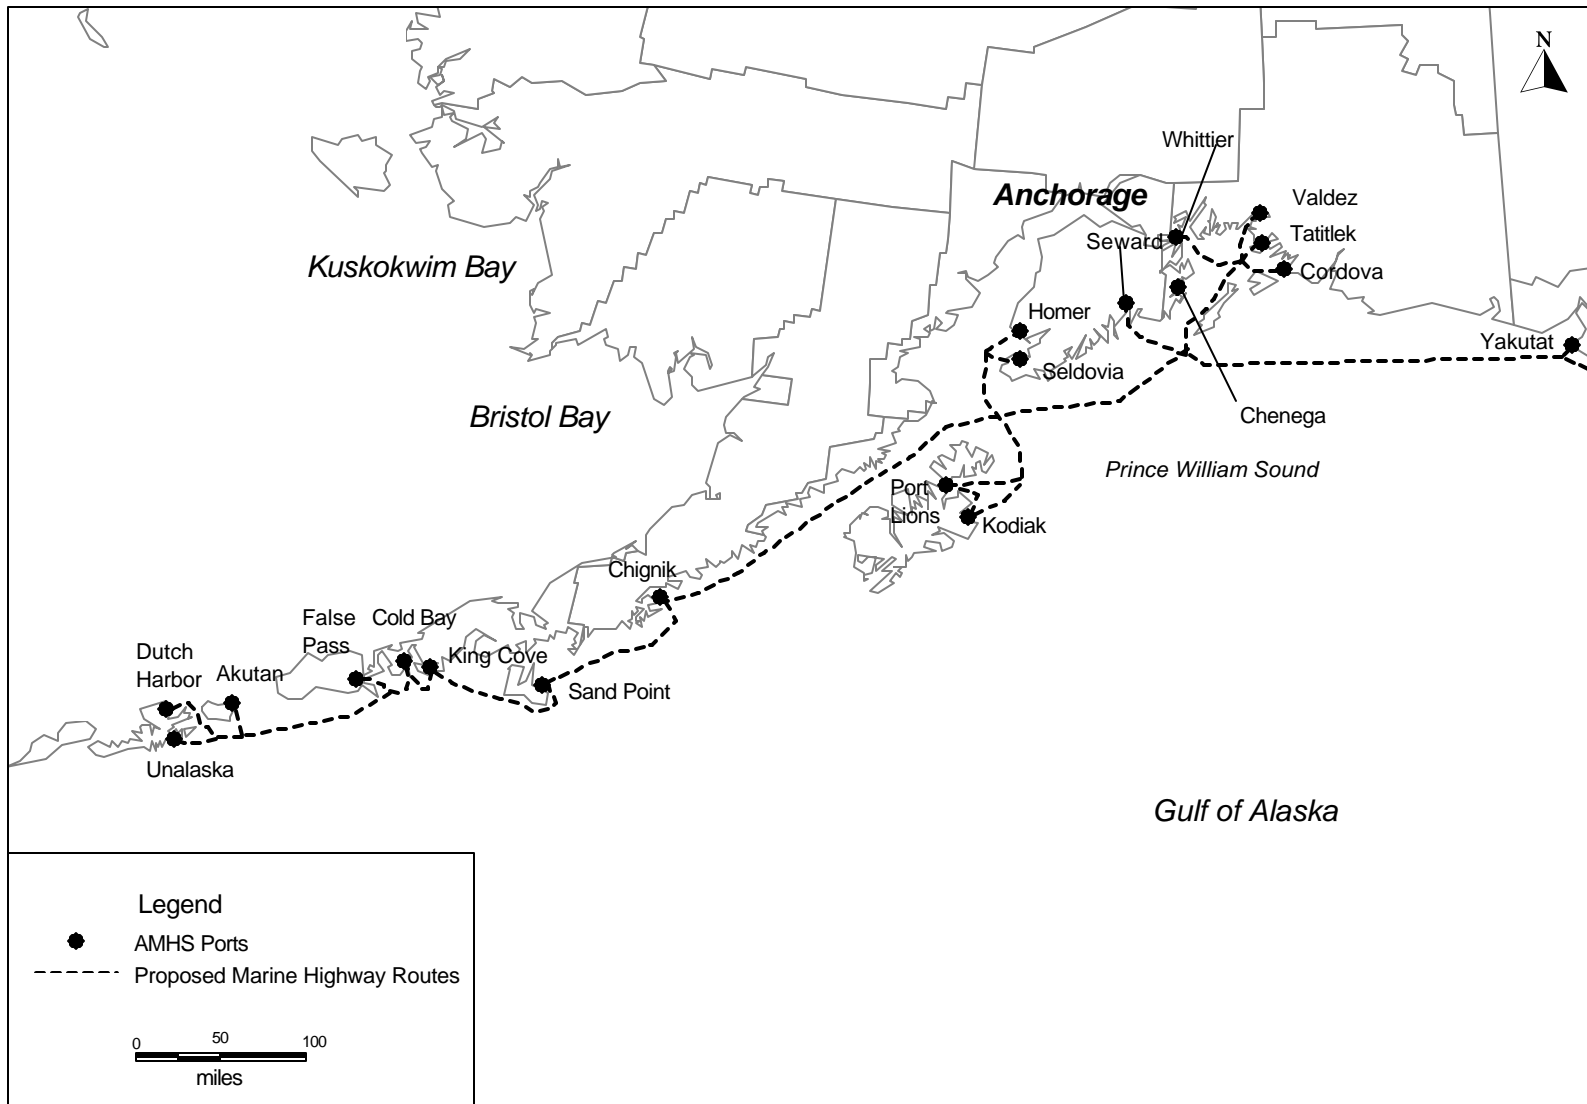 N
Whittier
Anchorage
Valdez
Seward
Tatitlek
Kuskokwim Bay
Cordova
Homer
Yakutat
Seldovia
Bristol Bay
Chenega
Prince William Sound
Port
Lions
Kodiak
Chignik
False
Pass
Cold Bay
Dutch
Harbor
Akutan
King Cove
Sand Point
Unalaska
Gulf of Alaska
Legend
AMHS Ports
Proposed Marine Highway Routes
0 50 100
miles